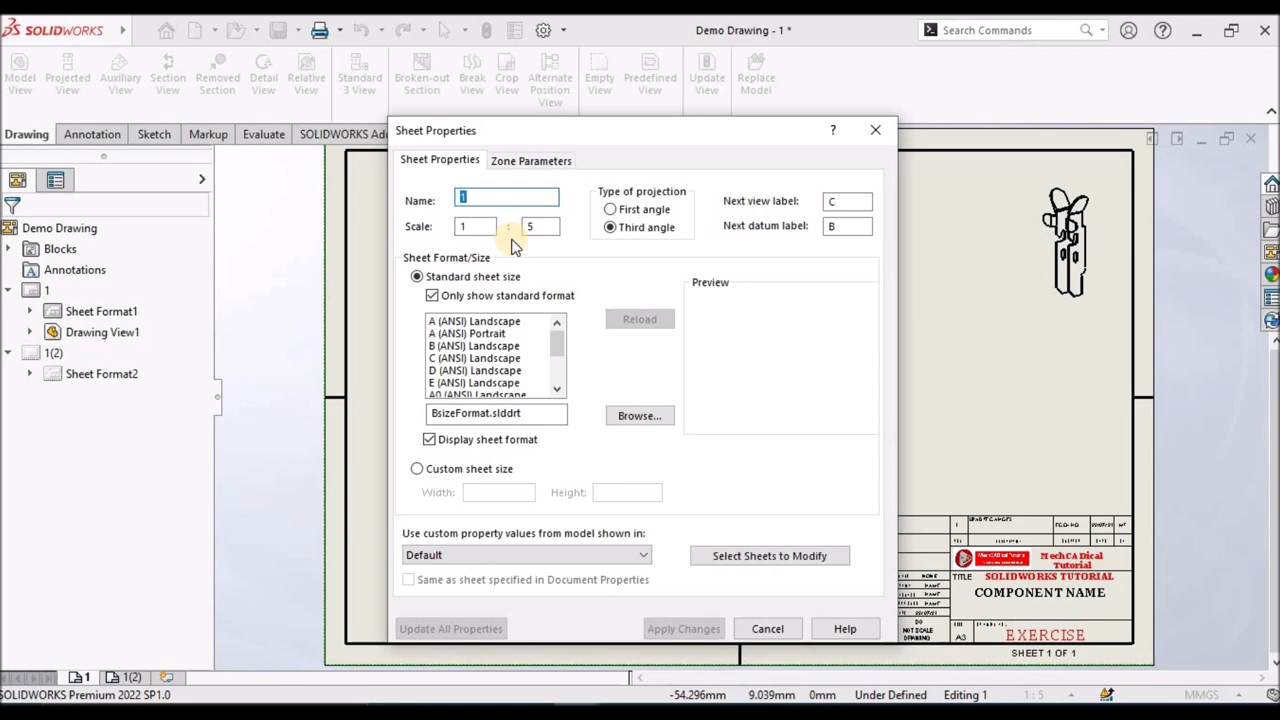 SOLIDWORKS
Demo Drawing - 1 *
Search Commands
Model View
Projected View
Auxiliary View
Section View
Removed Section
Detail View
Relative View
Standard 3 View
Broken-out Section
Break View
Crop View
Alternate Position View
Empty View
Predefined View
Update View
Replace Model
Drawing
Annotation
Sketch
Markup
Evaluate
SOLIDWORKS Ad
Sheet Properties
?
Sheet Properties
Zone Parameters
Name: 1
Scale: 1 : 5
Type of projection
First angle
Third angle
Next view label: C
Next datum label: B
Sheet Format/Size
Standard sheet size
Only show standard format
A (ANSI) Landscape
A (ANSI) Portrait
B (ANSI) Landscape
C (ANSI) Landscape
D (ANSI) Landscape
E (ANSI) Landscape
A0 (ANSI) Landscape
Reload
Preview
BsizeFormat.slddrt
Browse...
Display sheet format
Custom sheet size
Width:
Height:
Use custom property values from model shown in:
Default
Select Sheets to Modify
Same as sheet specified in Document Properties
Update All Properties
Apply Changes
Cancel
Help
Demo Drawing
Blocks
Annotations
1
Sheet Format1
Drawing View1
1(2)
Sheet Format2
MechCADical
Tutorial
TITLE
SOLIDWORKS TUTORIAL
COMPONENT NAME
DO
NOT SCALE
DRAWING
A3
EXERCISE
SHEET 1 OF 1
1
1(2)
SOLIDWORKS Premium 2022 SP1.0
-54.296mm
9.039mm
0mm
Under Defined
Editing 1
1 : 5
MMGS